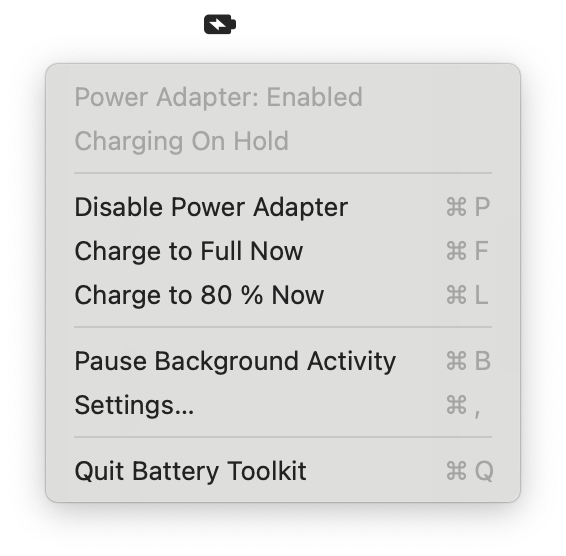 Power Adapter: Enabled
Charging On Hold
Disable Power Adapter ⌘ P
Charge to Full Now ⌘ F
Charge to 80 % Now ⌘ L
Pause Background Activity ⌘ B
Settings... ⌘ ,
Quit Battery Toolkit ⌘ Q